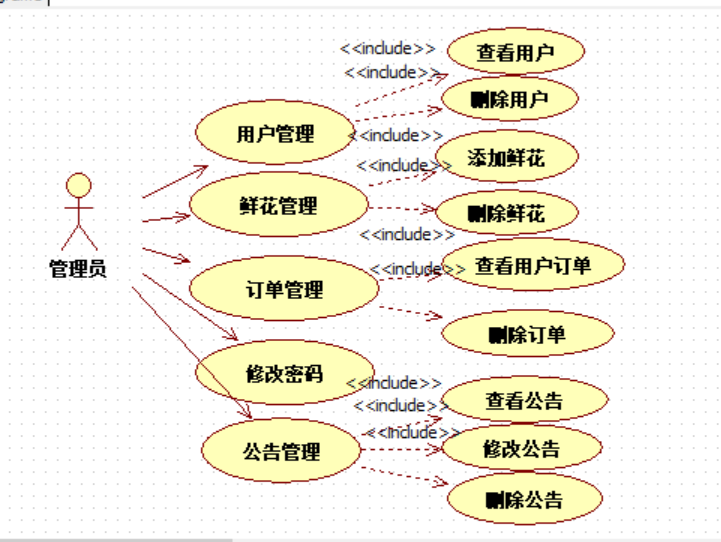 <<include>>
查看用户
<<include>>
删除用户
用户管理
<<include>>
添加鲜花
<<include>>
鲜花管理
删除鲜花
<<include>>
管理员
<<include>>
查看用户订单
订单管理
删除订单
修改密码
<<include>>
查看公告
<<include>>
<<include>>
公告管理
修改公告
删除公告